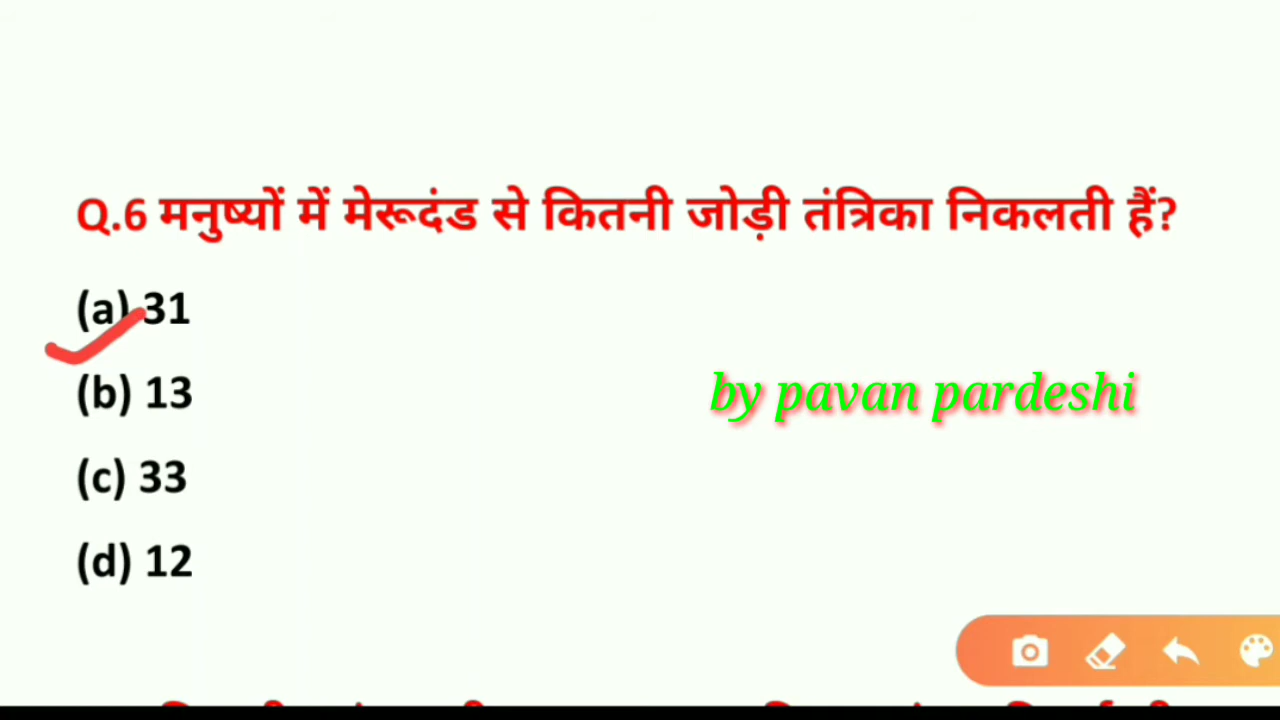 Q.6 मनुष्यों में मेरूदंड से कितनी जोड़ी तंत्रिका निकलती हैं?
(a) 31
(b) 13
by pavan pardeshi
(c) 33
(d) 12